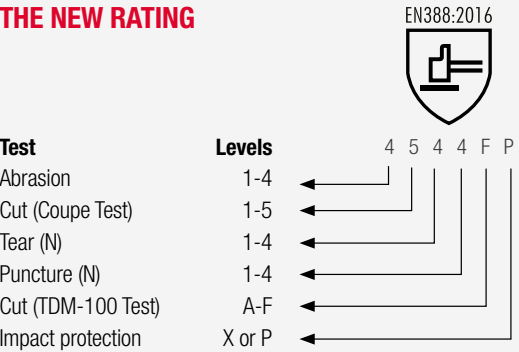 THE NEW RATING
EN388:2016
Test Levels 4 5 4 4 F P
Abrasion 1-4
Cut (Coupe Test) 1-5
Tear (N) 1-4
Puncture (N) 1-4
Cut (TDM-100 Test) A-F
Impact protection X or P